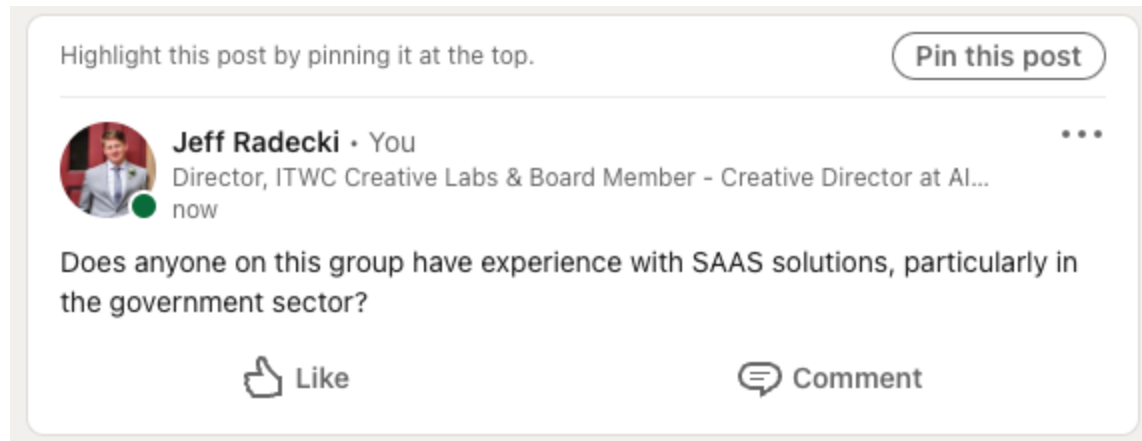 Highlight this post by pinning it at the top.
Pin this post
Jeff Radecki • You
Director, ITWC Creative Labs & Board Member - Creative Director at AI...
now
Does anyone on this group have experience with SAAS solutions, particularly in
the government sector?
Like
Comment